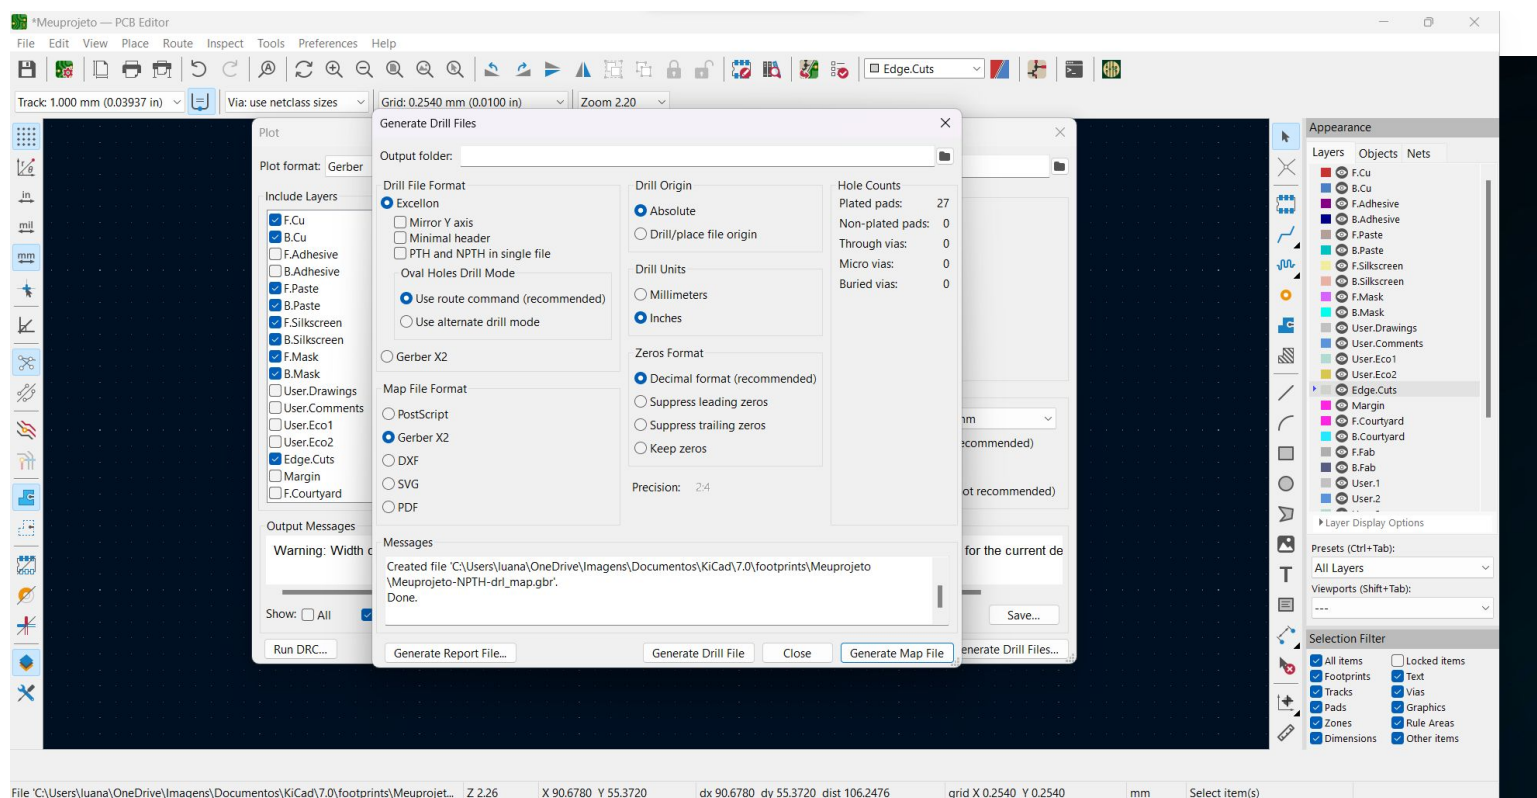 *Meuprojeto — PCB Editor
File Edit View Place Route Inspect Tools Preferences Help
Edge.Cuts
Track: 1.000 mm (0.03937 in) Via: use netclass sizes Grid: 0.2540 mm (0.0100 in) Zoom 2.20
in
mil
mm
Plot
Plot format: Gerber
Include Layers
F.Cu
B.Cu
F.Adhesive
B.Adhesive
F.Paste
B.Paste
F.Silkscreen
B.Silkscreen
F.Mask
B.Mask
User.Drawings
User.Comments
User.Eco1
User.Eco2
Edge.Cuts
Margin
F.Courtyard
Output Messages
Warning: Width
Show: All
Run DRC...
Generate Drill Files
Output folder:
Drill File Format
Excellon
Mirror Y axis
Minimal header
PTH and NPTH in single file
Oval Holes Drill Mode
Use route command (recommended)
Use alternate drill mode
Gerber X2
Map File Format
PostScript
Gerber X2
DXF
SVG
PDF
Drill Origin
Absolute
Drill/place file origin
Drill Units
Millimeters
Inches
Zeros Format
Decimal format (recommended)
Suppress leading zeros
Suppress trailing zeros
Keep zeros
Precision: 2:4
Hole Counts
Plated pads: 27
Non-plated pads: 0
Through vias: 0
Micro vias: 0
Buried vias: 0
Messages
Created file 'C:\Users\luana\OneDrive\Imagens\Documentos\KiCad\7.0\footprints\Meuprojeto
\Meuprojeto-NPTH-drl_map.gbr'.
Done.
Generate Report File... Generate Drill File Close Generate Map File
ecommended)
ot recommended)
for the current de
Save...
enerate Drill Files...
Appearance
Layers Objects Nets
F.Cu
B.Cu
F.Adhesive
B.Adhesive
F.Paste
B.Paste
F.Silkscreen
B.Silkscreen
F.Mask
B.Mask
User.Drawings
User.Comments
User.Eco1
User.Eco2
Edge.Cuts
Margin
F.Courtyard
B.Courtyard
F.Fab
B.Fab
User.1
User.2
Layer Display Options
Presets (Ctrl+Tab):
All Layers
Viewports (Shift+Tab):
---
Selection Filter
All items Locked items
Footprints Text
Tracks Vias
Pads Graphics
Zones Rule Areas
Dimensions Other items
File 'C:\Users\luana\OneDrive\Imagens\Documentos\KiCad\7.0\footprints\Meuprojet... Z 2.26 X 90.6780 Y 55.3720 dx 90.6780 dy 55.3720 dist 106.2476 grid X 0.2540 Y 0.2540 mm Select item(s)